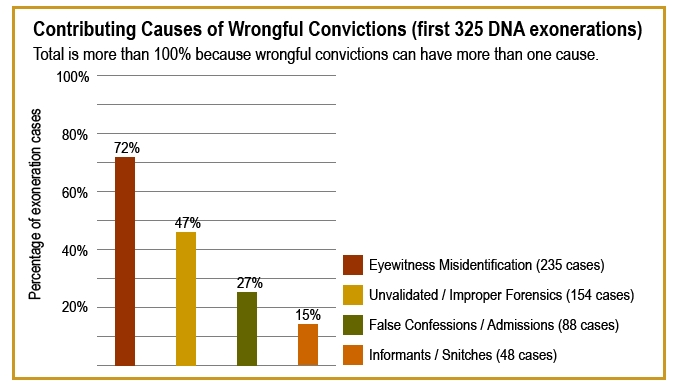 Contributing Causes of Wrongful Convictions (first 325 DNA exonerations)
Total is more than 100% because wrongful convictions can have more than one cause.
Percentage of exoneration cases
100%
80%
60%
40%
20%
72%
47%
27%
15%
Eyewitness Misidentification (235 cases)
Unvalidated / Improper Forensics (154 cases)
False Confessions / Admissions (88 cases)
Informants / Snitches (48 cases)